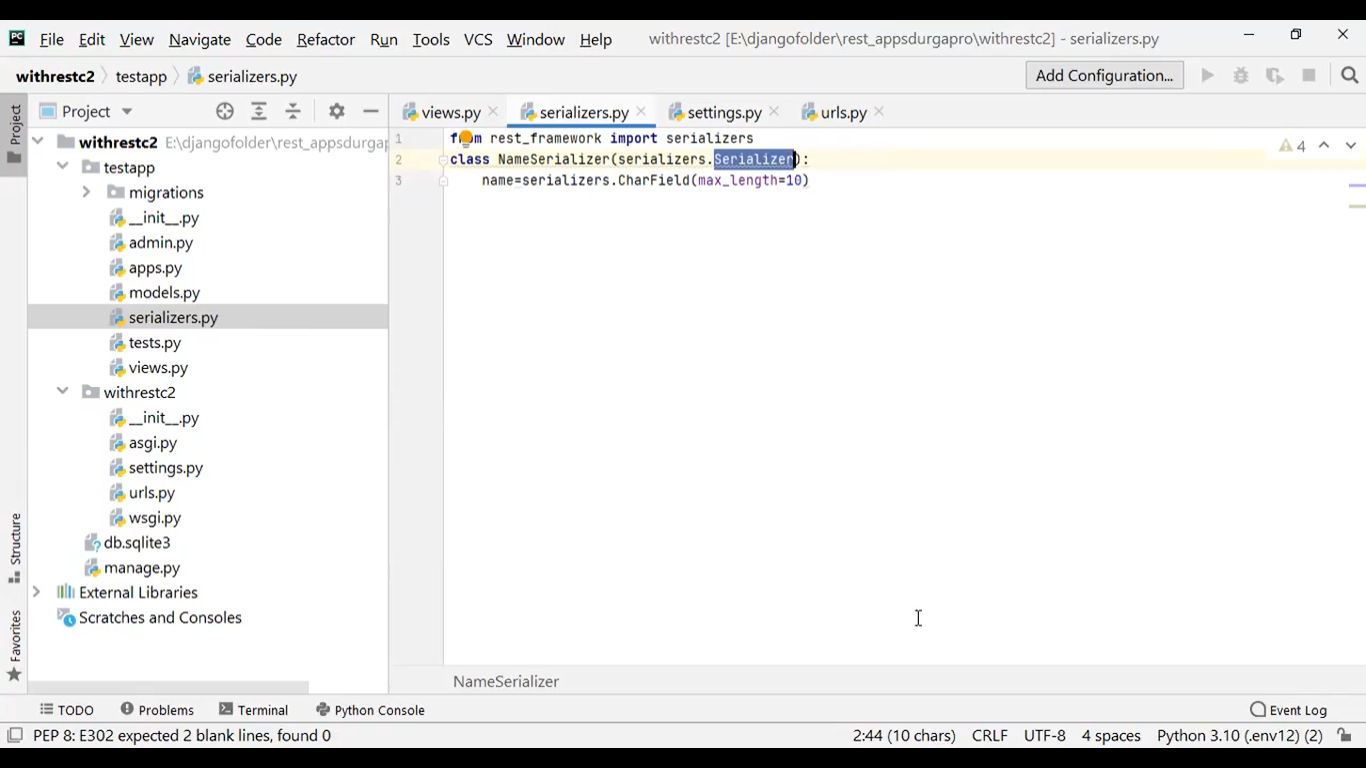 PC File Edit View Navigate Code Refactor Run Tools VCS Window Help withrestc2 [E:\djangofolder\rest_appsdurgapro\withrestc2] - serializers.py
withrestc2 testapp serializers.py Add Configuration...
Project
Project
views.py serializers.py settings.py urls.py
withrestc2 E:\djangofolder\rest_appsdurgap
testapp
migrations
__init__.py
admin.py
apps.py
models.py
serializers.py
tests.py
views.py
withrestc2
__init__.py
asgi.py
settings.py
urls.py
wsgi.py
db.sqlite3
manage.py
External Libraries
Scratches and Consoles
Structure
Favorites
1 from rest_framework import serializers
2 class NameSerializer(serializers.Serializer):
3 name=serializers.CharField(max_length=10)
4
NameSerializer
TODO Problems Terminal Python Console Event Log
PEP 8: E302 expected 2 blank lines, found 0 2:44 (10 chars) CRLF UTF-8 4 spaces Python 3.10 (.env12) (2)